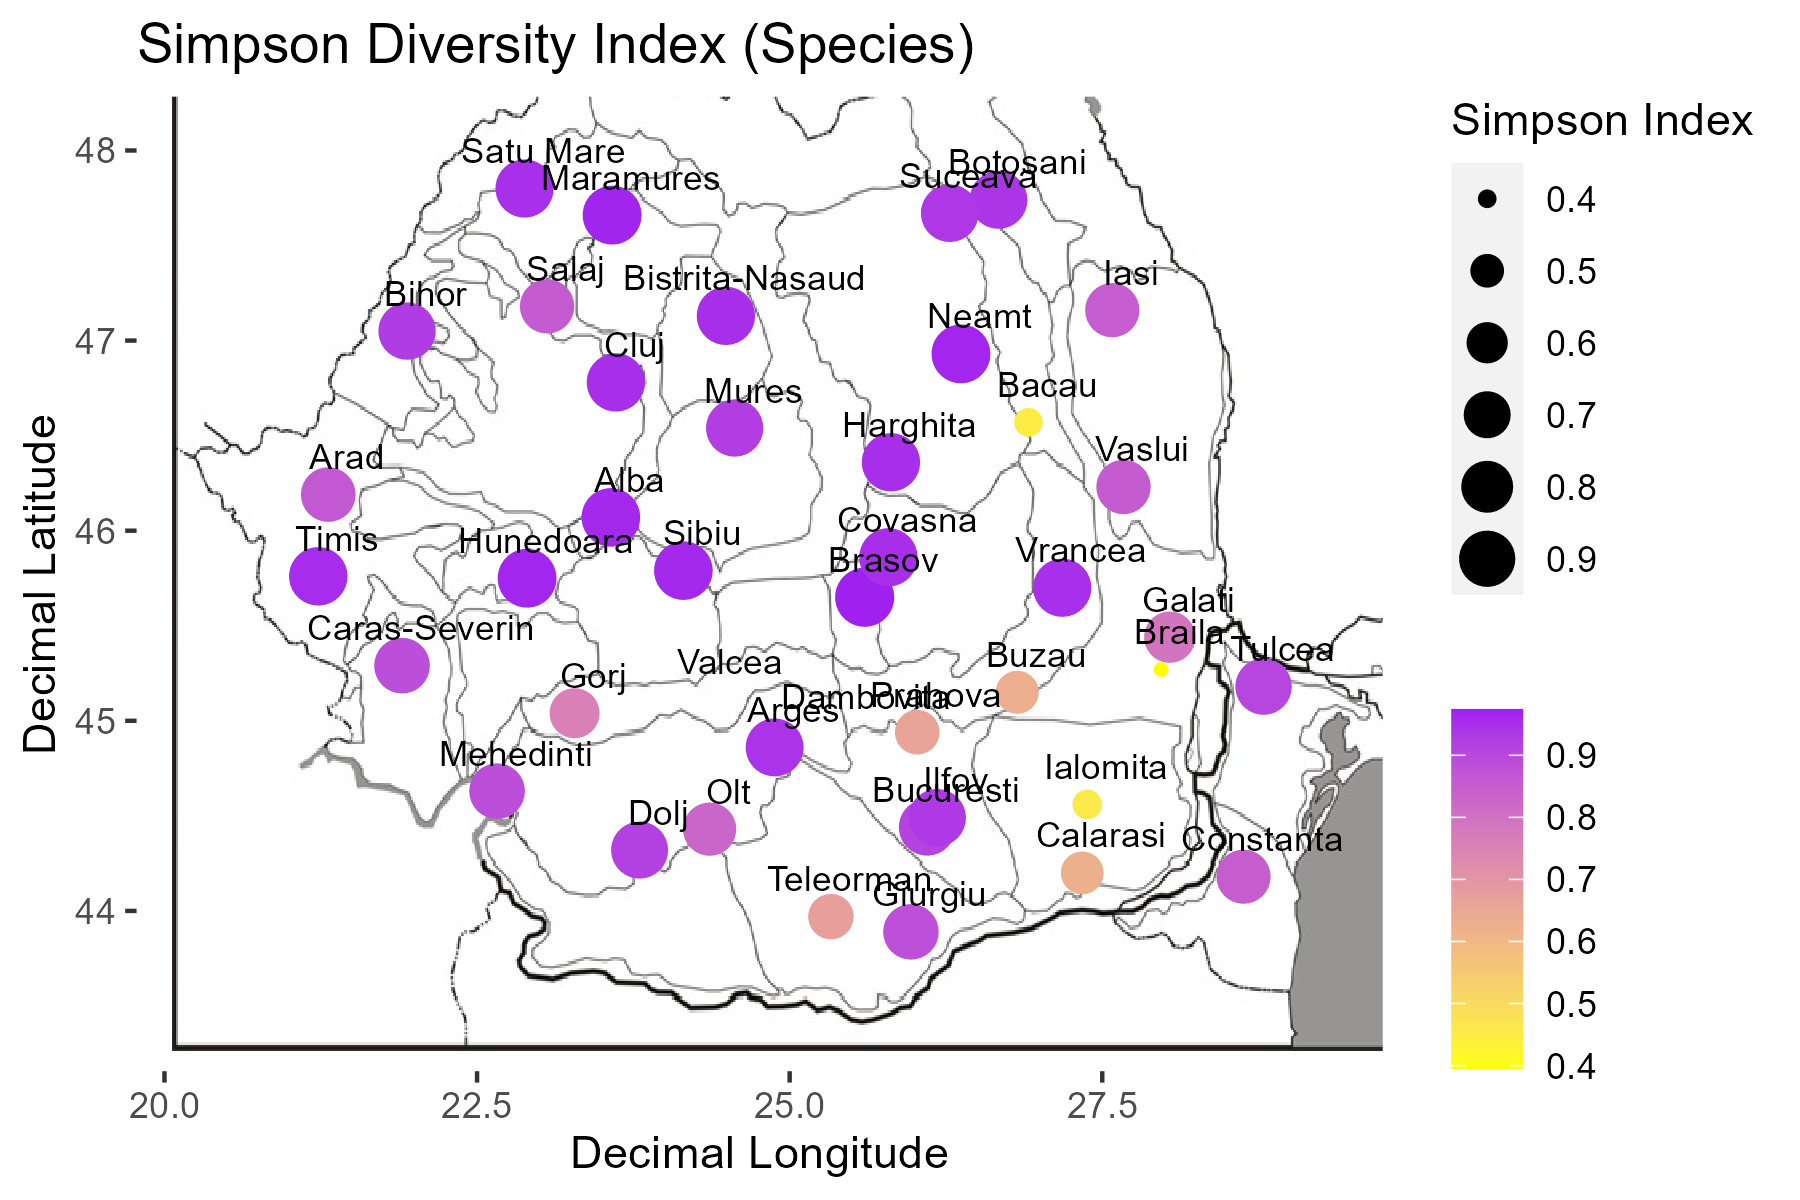 Simpson Diversity Index (Species)
Simpson Index
48
47
46
45
44
Decimal Latitude
Satu Mare
Maramures
Botosani
Suceava
Salaj
Bistrita-Nasaud
Iasi
Bihor
Neamt
Cluj
Bacau
Mures
Harghita
Vaslui
Arad
Alba
Covasna
Timis
Hunedoara
Sibiu
Brasov
Vrancea
Galati
Caras-Severin
Braila
Tulcea
Valcea
Buzau
Gorj
Dambovita
Prahova
Arges
Mehedinti
Ialomita
Ilfov
Bucuresti
Olt
Dolj
Calarasi
Constanta
Teleorman
Giurgiu
20.0
22.5
25.0
27.5
Decimal Longitude
0.4
0.5
0.6
0.7
0.8
0.9
0.9
0.8
0.7
0.6
0.5
0.4